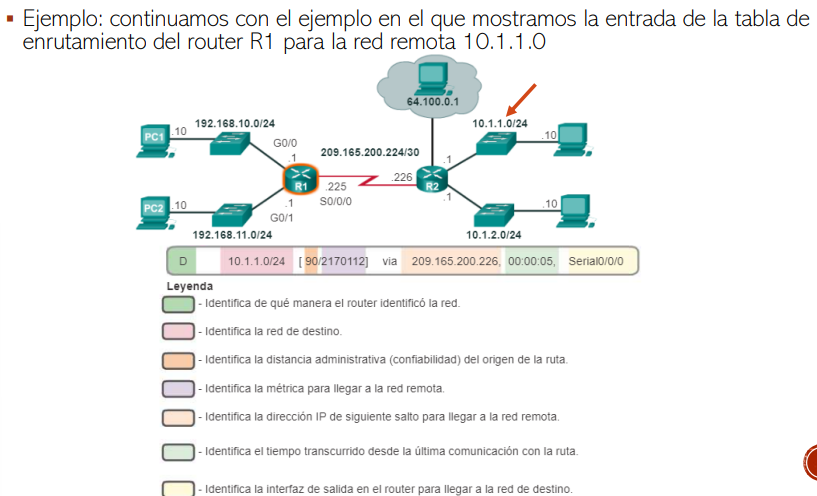 ▪ Ejemplo: continuamos con el ejemplo en el que mostramos la entrada de la tabla de
enrutamiento del router R1 para la red remota 10.1.1.0
64.100.0.1
192.168.10.0/24
10.1.1.0/24
PC1
.10
G0/0
.10
.1
209.165.200.224/30
.1
R1
.225
.226
R2
S0/0/0
PC2
.10
.1
.1
.10
G0/1
192.168.11.0/24
10.1.2.0/24
D 10.1.1.0/24 [ 90/2170112] via 209.165.200.226, 00:00:05, Serial0/0/0
Leyenda
- Identifica de qué manera el router identificó la red.
- Identifica la red de destino.
- Identifica la distancia administrativa (confiabilidad) del origen de la ruta.
- Identifica la métrica para llegar a la red remota.
- Identifica la dirección IP de siguiente salto para llegar a la red remota.
- Identifica el tiempo transcurrido desde la última comunicación con la ruta.
- Identifica la interfaz de salida en el router para llegar a la red de destino.